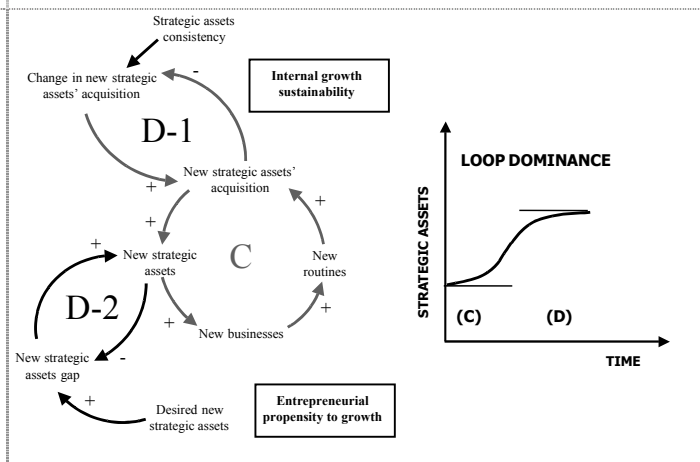 Strategic assets
consistency
Change in new strategic
assets’ acquisition
-
Internal growth
sustainability
D-1
+
New strategic assets’
acquisition
+
+
+
New strategic
assets
C
New
routines
D-2
+
+
New businesses
New strategic
assets gap
-
+
Desired new
strategic assets
Entrepreneurial
propensity to growth
LOOP DOMINANCE
STRATEGIC ASSETS
(C)
(D)
TIME